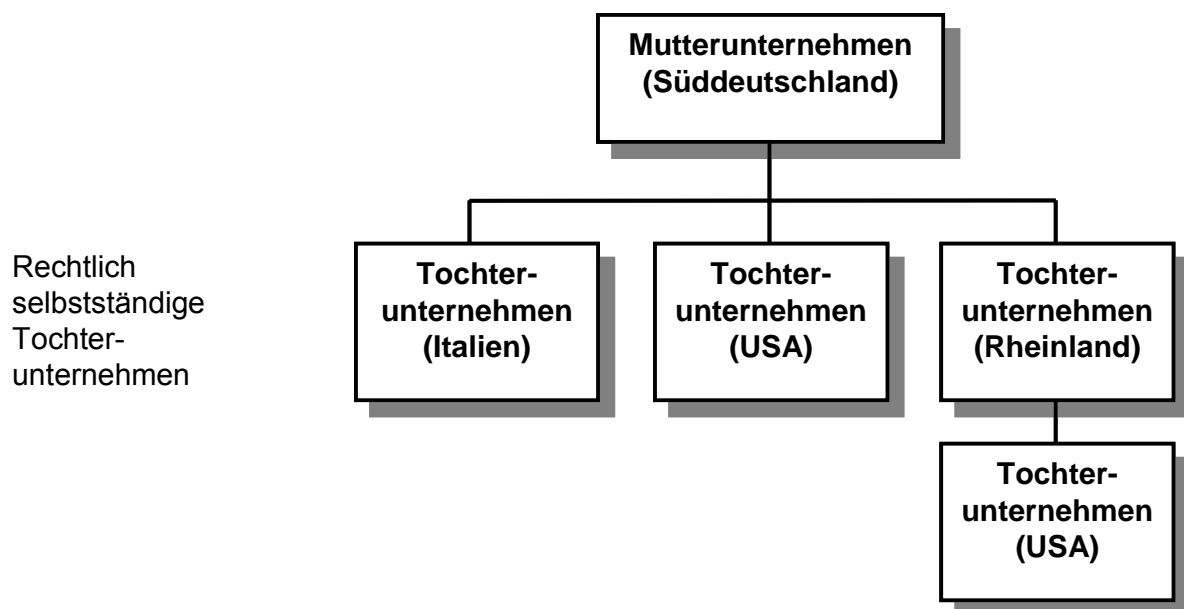 Mutterunternehmen
(Süddeutschland)
Rechtlich
selbstständige
Tochter-
unternehmen
Tochter-
unternehmen
(Italien)
Tochter-
unternehmen
(USA)
Tochter-
unternehmen
(Rheinland)
Tochter-
unternehmen
(USA)